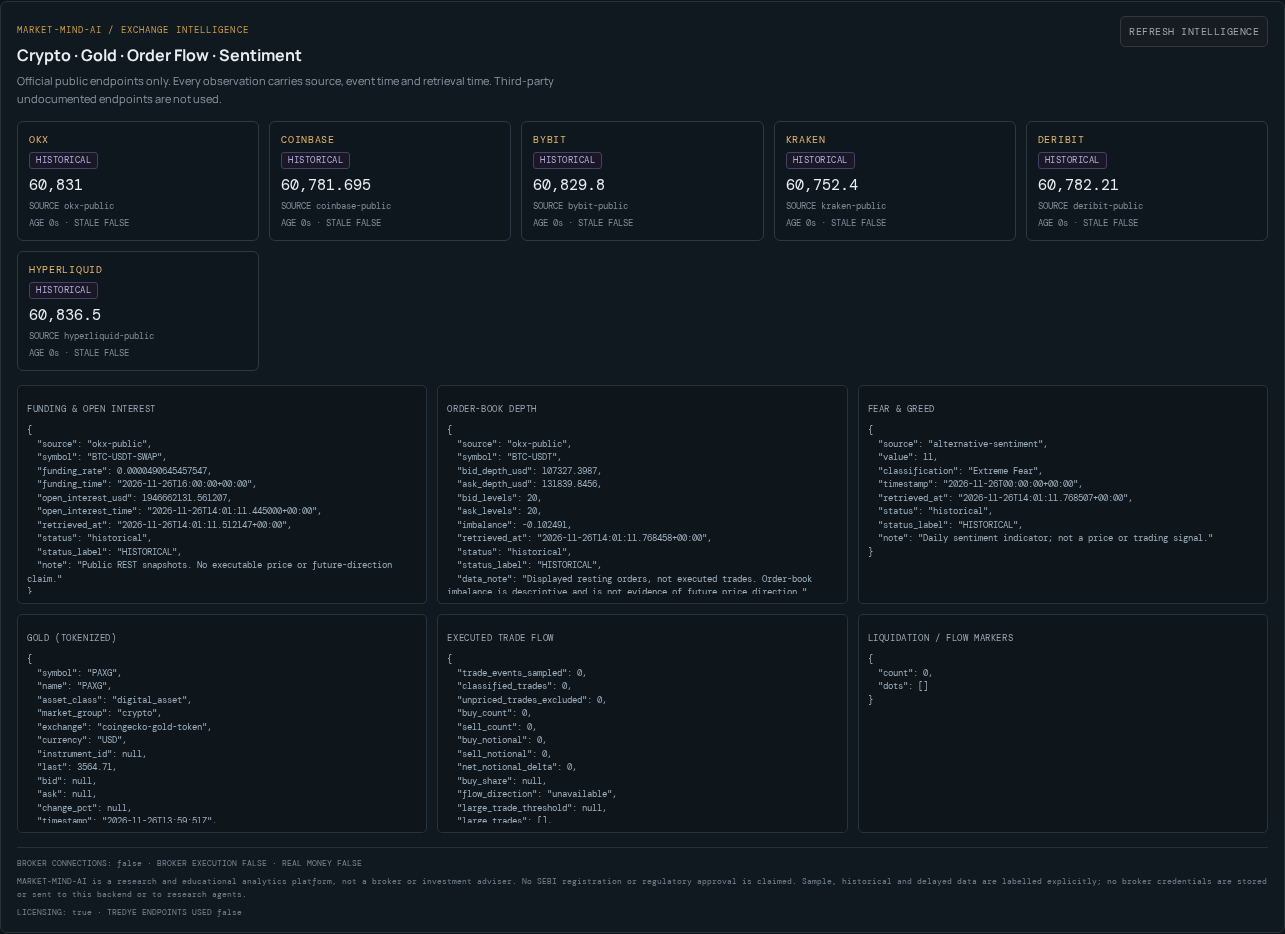 MARKET-MIND-AI / EXCHANGE INTELLIGENCE
REFRESH INTELLIGENCE
Crypto · Gold · Order Flow · Sentiment
Official public endpoints only. Every observation carries source, event time and retrieval time. Third-party
undocumented endpoints are not used.
OKX
HISTORICAL
60,831
SOURCE okx-public
AGE 0s · STALE FALSE
COINBASE
HISTORICAL
60,781.695
SOURCE coinbase-public
AGE 0s · STALE FALSE
BYBIT
HISTORICAL
60,829.8
SOURCE bybit-public
AGE 0s · STALE FALSE
KRAKEN
HISTORICAL
60,752.4
SOURCE kraken-public
AGE 0s · STALE FALSE
DERIBIT
HISTORICAL
60,782.21
SOURCE deribit-public
AGE 0s · STALE FALSE
HYPERLIQUID
HISTORICAL
60,836.5
SOURCE hyperliquid-public
AGE 0s · STALE FALSE
FUNDING & OPEN INTEREST
{
"source": "okx-public",
"symbol": "BTC-USDT-SWAP",
"funding_rate": 0.0000490645457547,
"funding_time": "2026-11-26T16:00:00+00:00",
"open_interest_usd": 1946662131.561207,
"open_interest_time": "2026-11-26T14:01:11.445000+00:00",
"retrieved_at": "2026-11-26T14:01:11.512147+00:00",
"status": "historical",
"status_label": "HISTORICAL",
"note": "Public REST snapshots. No executable price or future-direction
claim."
}
ORDER-BOOK DEPTH
{
"source": "okx-public",
"symbol": "BTC-USDT",
"bid_depth_usd": 107327.3987,
"ask_depth_usd": 131839.8456,
"bid_levels": 20,
"ask_levels": 20,
"imbalance": -0.102491,
"retrieved_at": "2026-11-26T14:01:11.768458+00:00",
"status": "historical",
"status_label": "HISTORICAL",
"data_note": "Displayed resting orders, not executed trades. Order-book
imbalance is descriptive and is not evidence of future price direction."
FEAR & GREED
{
"source": "alternative-sentiment",
"value": 11,
"classification": "Extreme Fear",
"timestamp": "2026-11-26T00:00:00+00:00",
"retrieved_at": "2026-11-26T14:01:11.768507+00:00",
"status": "historical",
"status_label": "HISTORICAL",
"note": "Daily sentiment indicator; not a price or trading signal."
}
GOLD (TOKENIZED)
{
"symbol": "PAXG",
"name": "PAXG",
"asset_class": "digital_asset",
"market_group": "crypto",
"exchange": "coingecko-gold-token",
"currency": "USD",
"instrument_id": null,
"last": 3564.71,
"bid": null,
"ask": null,
"change_pct": null,
"timestamp": "2026-11-26T13:59:51Z",
EXECUTED TRADE FLOW
{
"trade_events_sampled": 0,
"classified_trades": 0,
"unpriced_trades_excluded": 0,
"buy_count": 0,
"sell_count": 0,
"buy_notional": 0,
"sell_notional": 0,
"net_notional_delta": 0,
"buy_share": null,
"flow_direction": "unavailable",
"large_trade_threshold": null,
"large_trades": [],
LIQUIDATION / FLOW MARKERS
{
"count": 0,
"dots": []
}
BROKER CONNECTIONS: false · BROKER EXECUTION FALSE · REAL MONEY FALSE
MARKET-MIND-AI is a research and educational analytics platform, not a broker or investment adviser. No SEBI registration or regulatory approval is claimed. Sample, historical and delayed data are labelled explicitly; no broker credentials are stored
or sent to this backend or to research agents.
LICENSING: true · TREDYE ENDPOINTS USED false